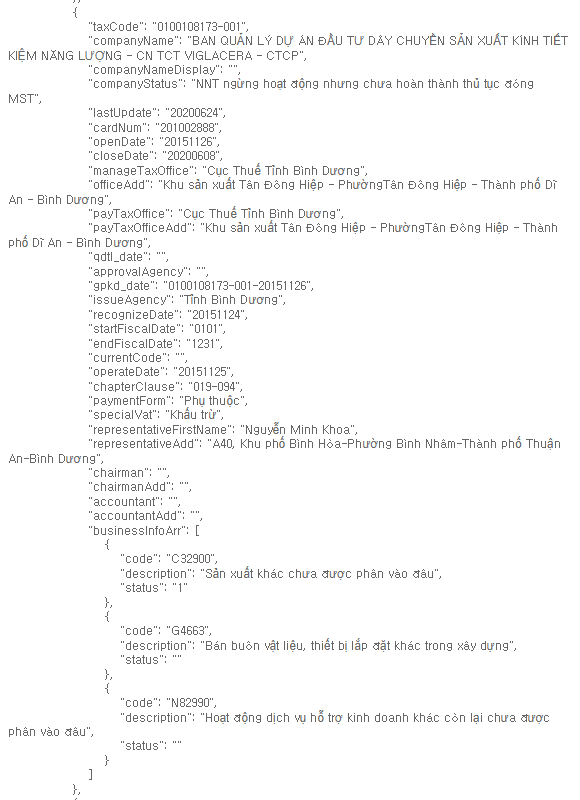 {
"taxCode": "0100108173-001",
"companyName": "BAN QUẢN LÝ DỰ ÁN ĐẦU TƯ DÂY CHUYỀN SẢN XUẤT KÍNH TIẾT
KIỆM NĂNG LƯỢNG - CN TCT VIGLACERA - CTCP",
"companyNameDisplay": "",
"companyStatus": "NNT ngừng hoạt động nhưng chưa hoàn thành thủ tục đóng
MST",
"lastUpdate": "20200624",
"cardNum": "201002888",
"openDate": "20151126",
"closeDate": "20200608",
"manageTaxOffice": "Cục Thuế Tỉnh Bình Dương",
"officeAdd": "Khu sản xuất Tân Đông Hiệp - PhườngTân Đông Hiệp - Thành phố Dĩ
An - Bình Dương",
"payTaxOffice": "Cục Thuế Tỉnh Bình Dương",
"payTaxOfficeAdd": "Khu sản xuất Tân Đông Hiệp - PhườngTân Đông Hiệp - Thành
phố Dĩ An - Bình Dương",
"qdtl_date": "",
"approvalAgency": "",
"gpkd_date": "0100108173-001-20151126",
"issueAgency": "Tỉnh Bình Dương",
"recognizeDate": "20151124",
"startFiscalDate": "0101",
"endFiscalDate": "1231",
"currentCode": "",
"operateDate": "20151125",
"chapterClause": "019-094",
"paymentForm": "Phụ thuộc",
"specialVat": "Khấu trừ",
"representativeFirstName": "Nguyễn Minh Khoa",
"representativeAdd": "A40, Khu phố Bình Hòa-Phường Bình Nhâm-Thành phố Thuận
An-Bình Dương",
"chairman": "",
"chairmanAdd": "",
"accountant": "",
"accountantAdd": "",
"businessInfoArr": [
{
"code": "C32900",
"description": "Sản xuất khác chưa được phân vào đâu",
"status": "1"
},
{
"code": "G4663",
"description": "Bán buôn vật liệu, thiết bị lắp đặt khác trong xây dựng",
"status": ""
},
{
"code": "N82990",
"description": "Hoạt động dịch vụ hỗ trợ kinh doanh khác còn lại chưa được
phân vào đâu",
"status": ""
}
]
},